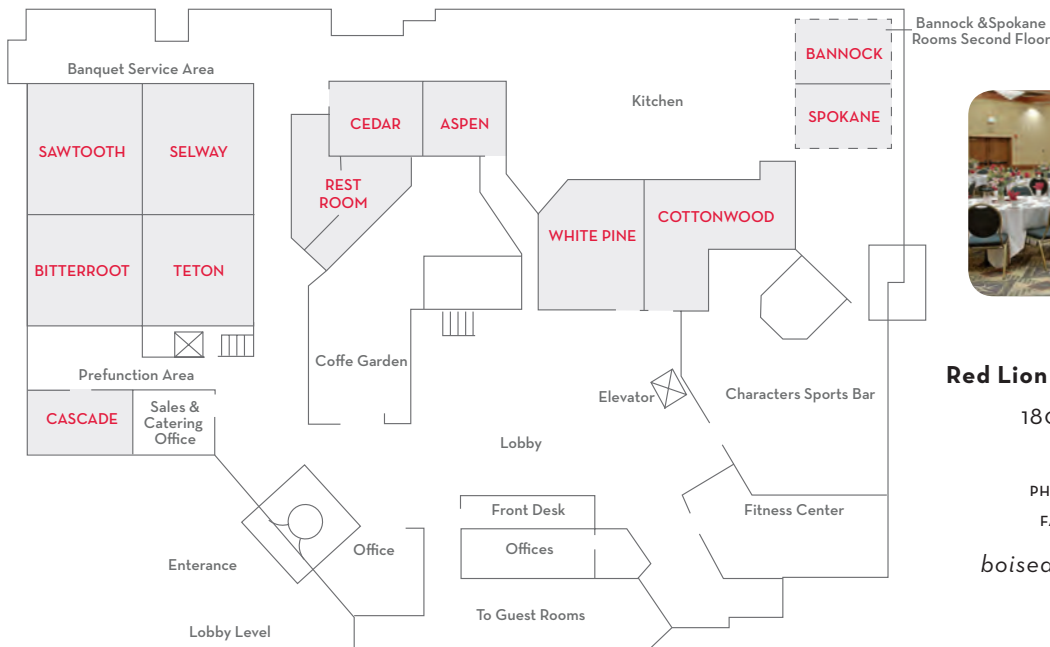 Bannock &Spokane
Rooms Second Floor
BANNOCK
Banquet Service Area
Kitchen
SPOKANE
CEDAR
ASPEN
SAWTOOTH
SELWAY
REST
ROOM
COTTONWOOD
WHITE PINE
BITTERROOT
TETON
Coffe Garden
Prefunction Area
Red Lion
Elevator
Characters Sports Bar
CASCADE
Sales &
Catering
Office
Lobby
Front Desk
Fitness Center
Office
Offices
Entrance
To Guest Rooms
Lobby Level